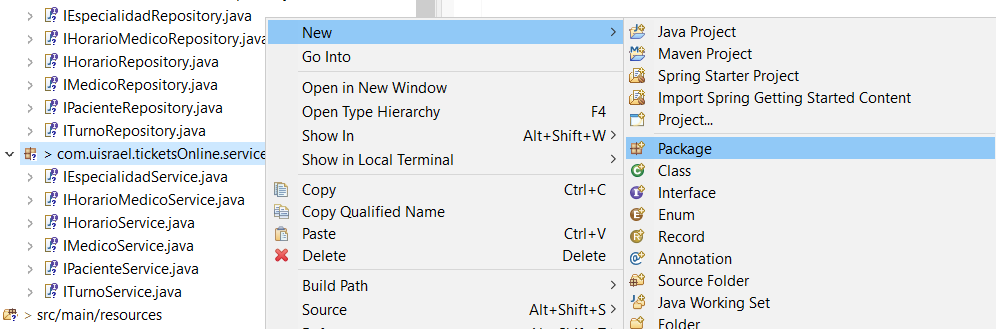 IEspecialidadRepository.java
IHorarioMedicoRepository.java
IHorarioRepository.java
IMedicoRepository.java
IPacienteRepository.java
ITurnoRepository.java
> com.uisrael.ticketsOnline.service
IEspecialidadService.java
IHorarioMedicoService.java
IHorarioService.java
IMedicoService.java
IPacienteService.java
ITurnoService.java
> src/main/resources
New
Go Into
Open in New Window
Open Type Hierarchy F4
Show In Alt+Shift+W
Show in Local Terminal
Copy Ctrl+C
Copy Qualified Name
Paste Ctrl+V
Delete Delete
Build Path
Source Alt+Shift+S
Java Project
Maven Project
Spring Starter Project
Import Spring Getting Started Content
Project...
Package
Class
Interface
Enum
Record
Annotation
Source Folder
Java Working Set
Folder